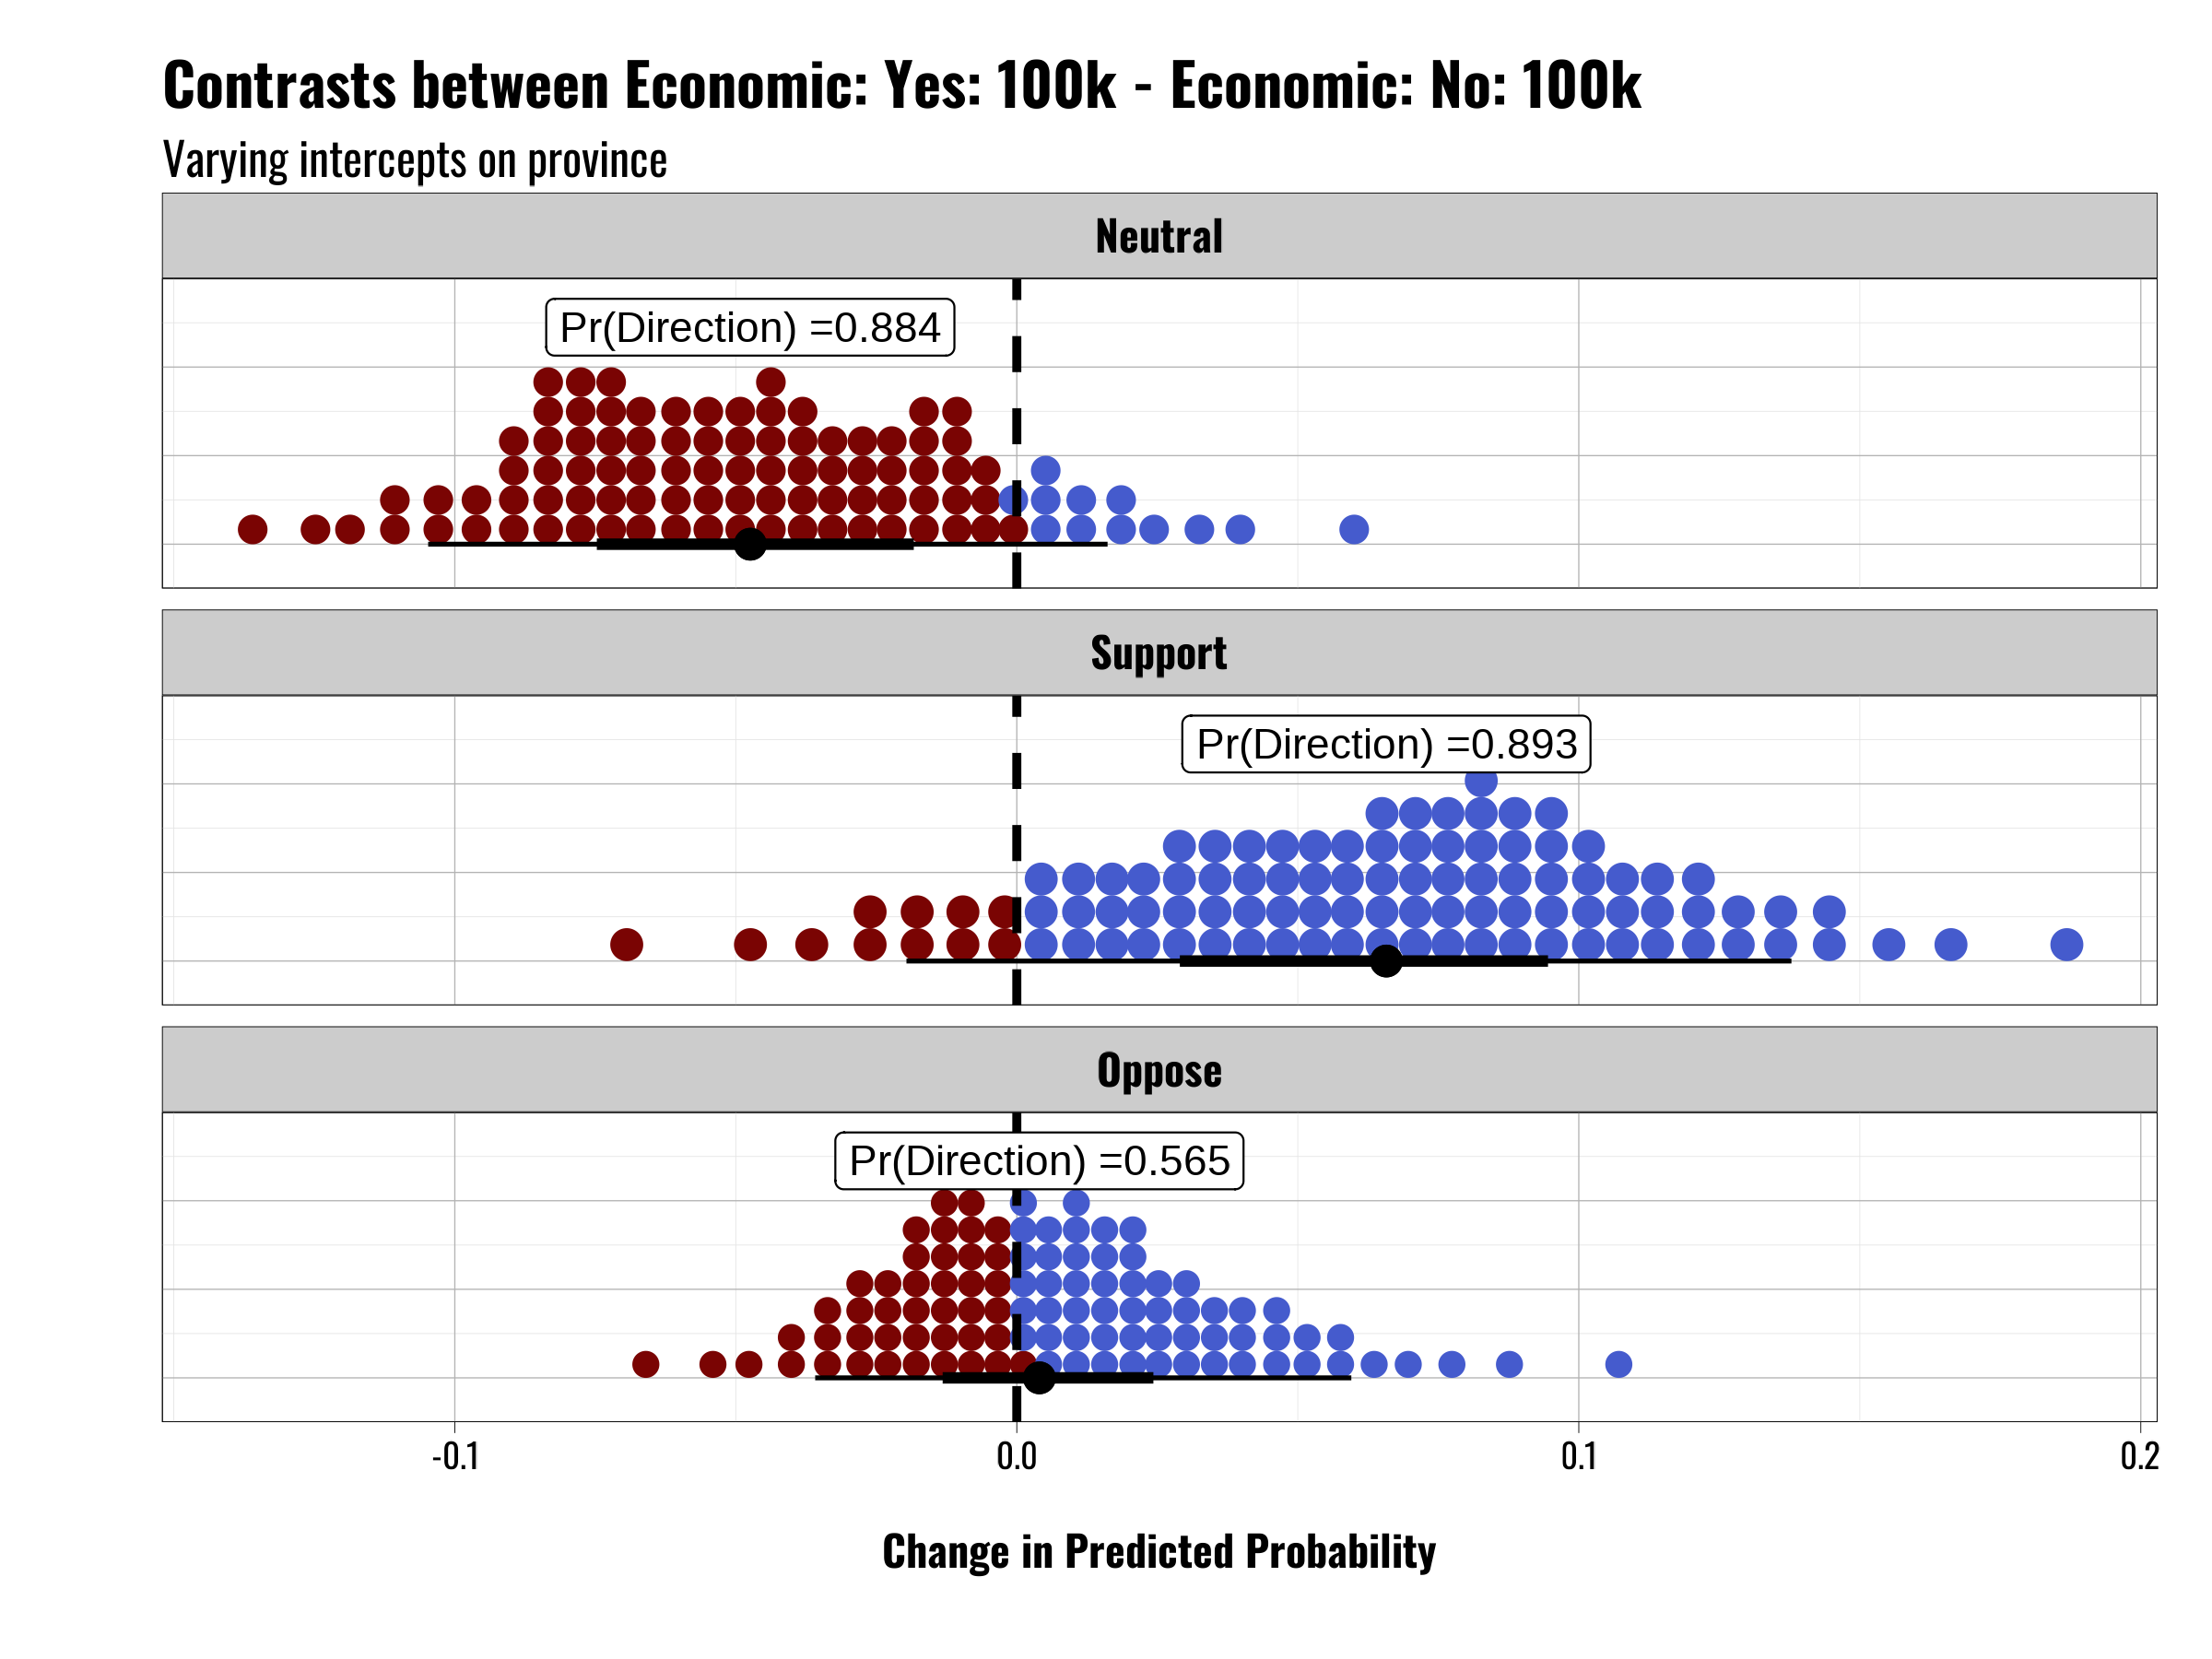 Contrasts between Economic: Yes: 100k - Economic: No: 100k
Varying intercepts on province
Neutral
Pr(Direction) =0.884
Support
Pr(Direction) =0.893
Oppose
Pr(Direction) =0.565
-0.1 0.0 0.1 0.2
Change in Predicted Probability